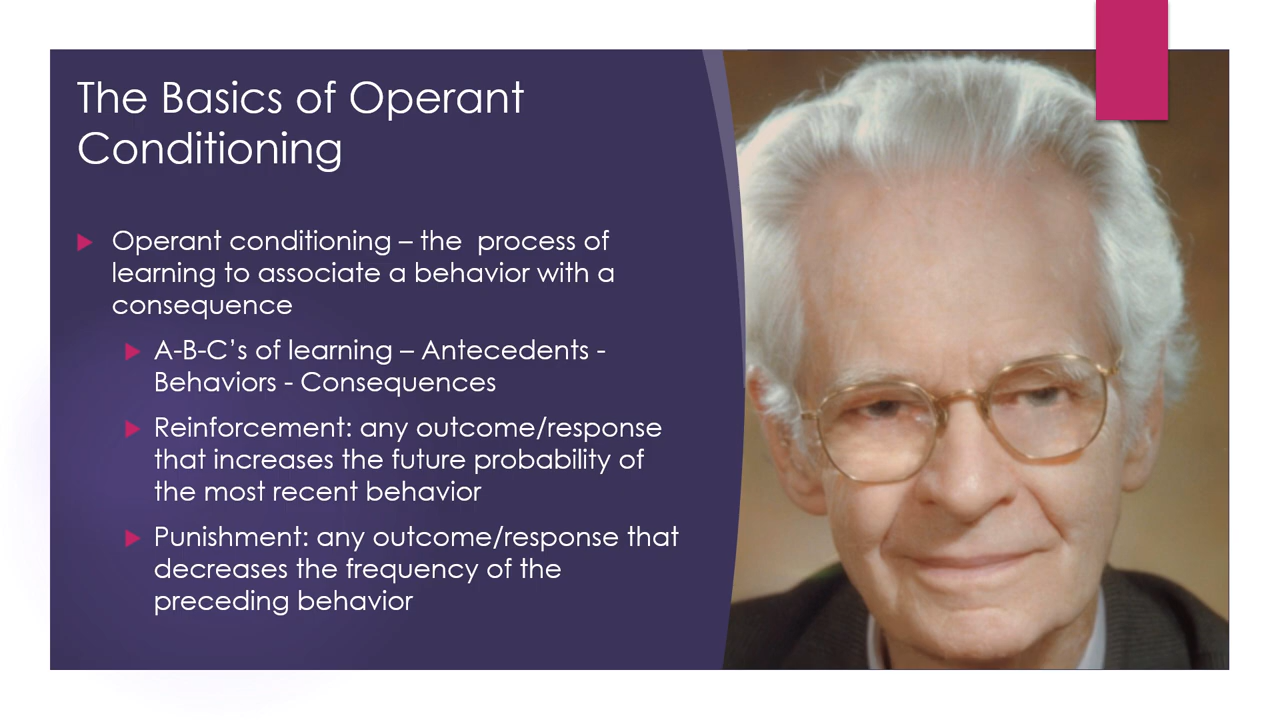 The Basics of Operant
Conditioning
Operant conditioning – the  process of
learning to associate a behavior with a
consequence
A-B-C’s of learning – Antecedents -
Behaviors - Consequences
Reinforcement: any outcome/response
that increases the future probability of
the most recent behavior
Punishment: any outcome/response that
decreases the frequency of the
preceding behavior